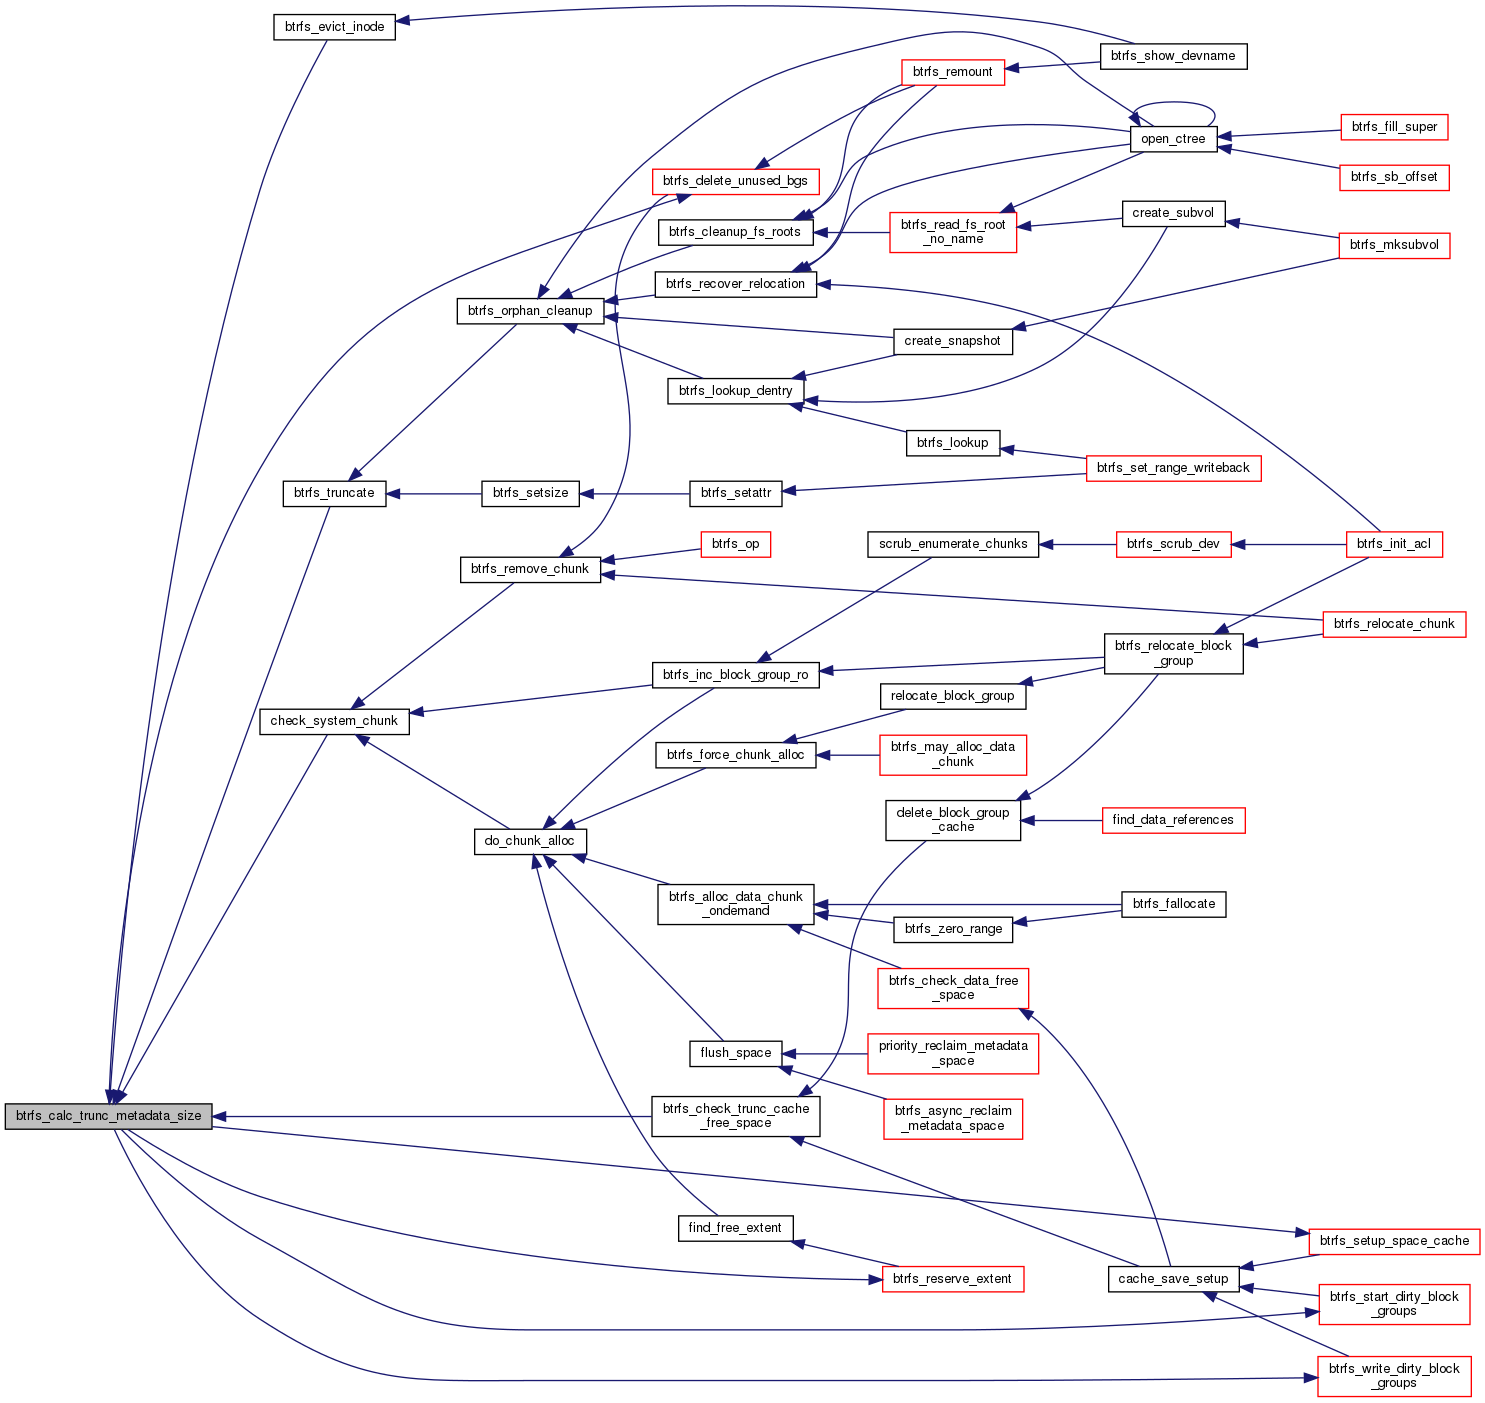 btrfs_evict_inode
btrfs_show_devname
btrfs_remount
btrfs_fill_super
open_ctree
btrfs_sb_offset
btrfs_delete_unused_bgs
create_subvol
btrfs_cleanup_fs_roots
btrfs_read_fs_root
_no_name
btrfs_mksubvol
btrfs_recover_relocation
btrfs_orphan_cleanup
create_snapshot
btrfs_lookup_dentry
btrfs_lookup
btrfs_set_range_writeback
btrfs_truncate
btrfs_setsize
btrfs_setattr
btrfs_op
scrub_enumerate_chunks
btrfs_scrub_dev
btrfs_init_acl
btrfs_remove_chunk
btrfs_relocate_chunk
btrfs_relocate_block
_group
btrfs_inc_block_group_ro
relocate_block_group
check_system_chunk
btrfs_force_chunk_alloc
btrfs_may_alloc_data
_chunk
delete_block_group
_cache
find_data_references
do_chunk_alloc
btrfs_alloc_data_chunk
_ondemand
btrfs_fallocate
btrfs_zero_range
btrfs_check_data_free
_space
flush_space
priority_reclaim_metadata
_space
btrfs_calc_trunc_metadata_size
btrfs_check_trunc_cache
_free_space
btrfs_async_reclaim
_metadata_space
find_free_extent
btrfs_setup_space_cache
btrfs_reserve_extent
cache_save_setup
btrfs_start_dirty_block
_groups
btrfs_write_dirty_block
_groups